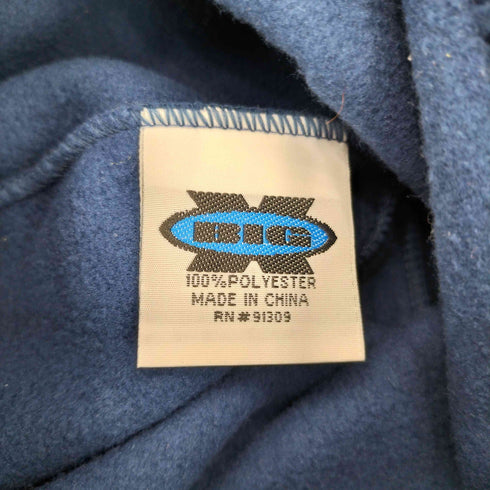 BIG X
100% POLYESTER
MADE IN CHINA
RN # 91309